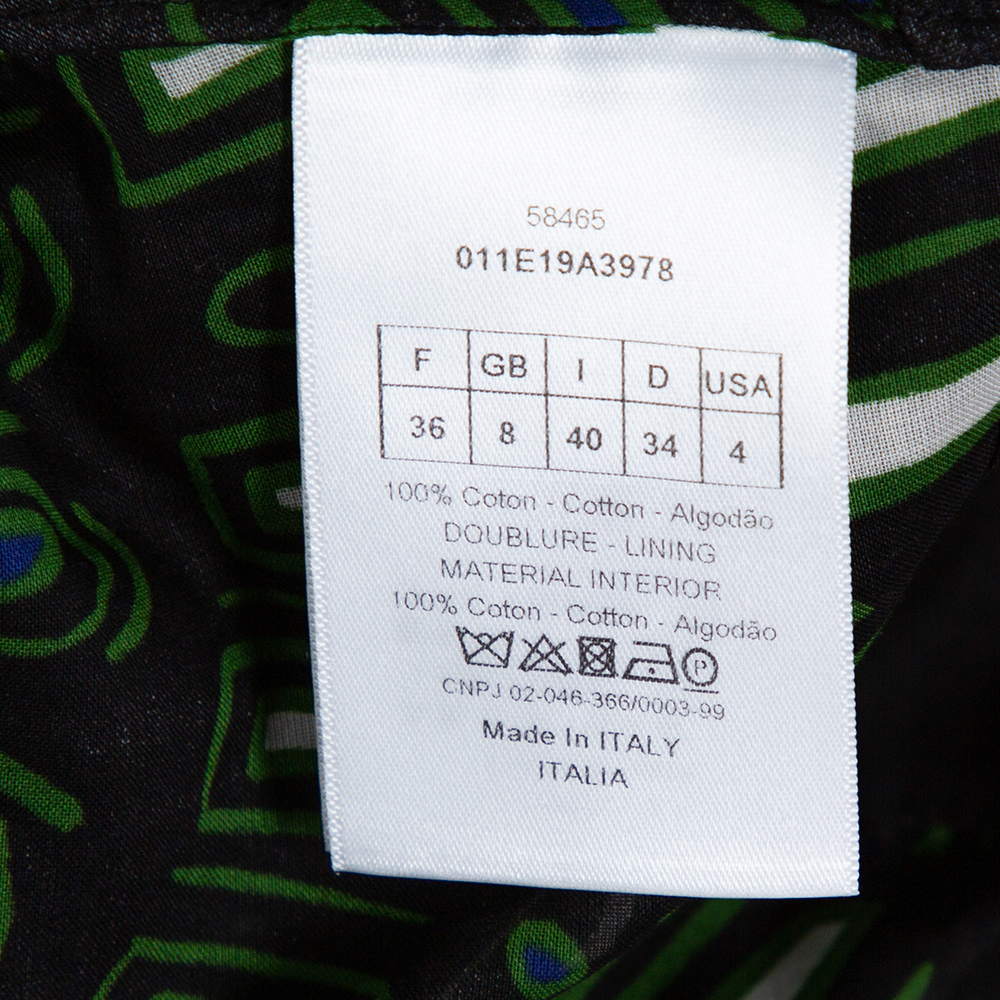 58465
011E19A3978
F GB I D USA
36 8 40 34 4
100% Coton - Cotton - Algodão
DOUBLURE - LINING
MATERIAL INTERIOR
100% Coton - Cotton - Algodão
P
CNPJ 02-046-366/0003-99
Made In ITALY
ITALIA